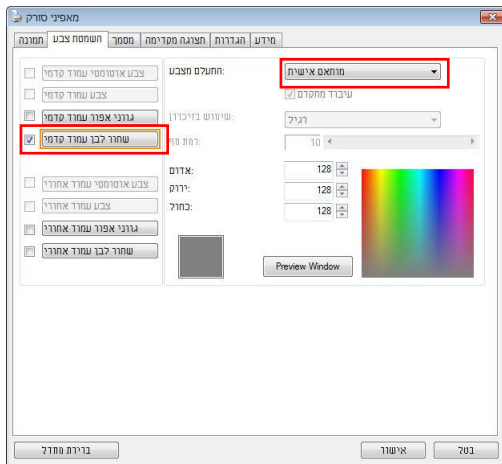 מאפיני סורק
תמונה
השמטת צבע
מסמך
תצוגה מקדימה
הגדרות
מידע
צבע אוטומטי עמוד קדמי
צבע עמוד קדמי
גווני אפור עמוד קדמי
שחור לבן עמוד קדמי
צבע אוטומטי עמוד אחורי
צבע עמוד אחורי
גווני אפור עמוד אחורי
שחור לבן עמוד אחורי
התעלם מצבע:
מותאם אישית
עיבוד מתקדם
שימוש בזיכרון:
רגיל
רמת סף:
10
אדום:
128
ירוק:
128
כחול:
128
Preview Window
ברירת מחדל
אישור
בטל